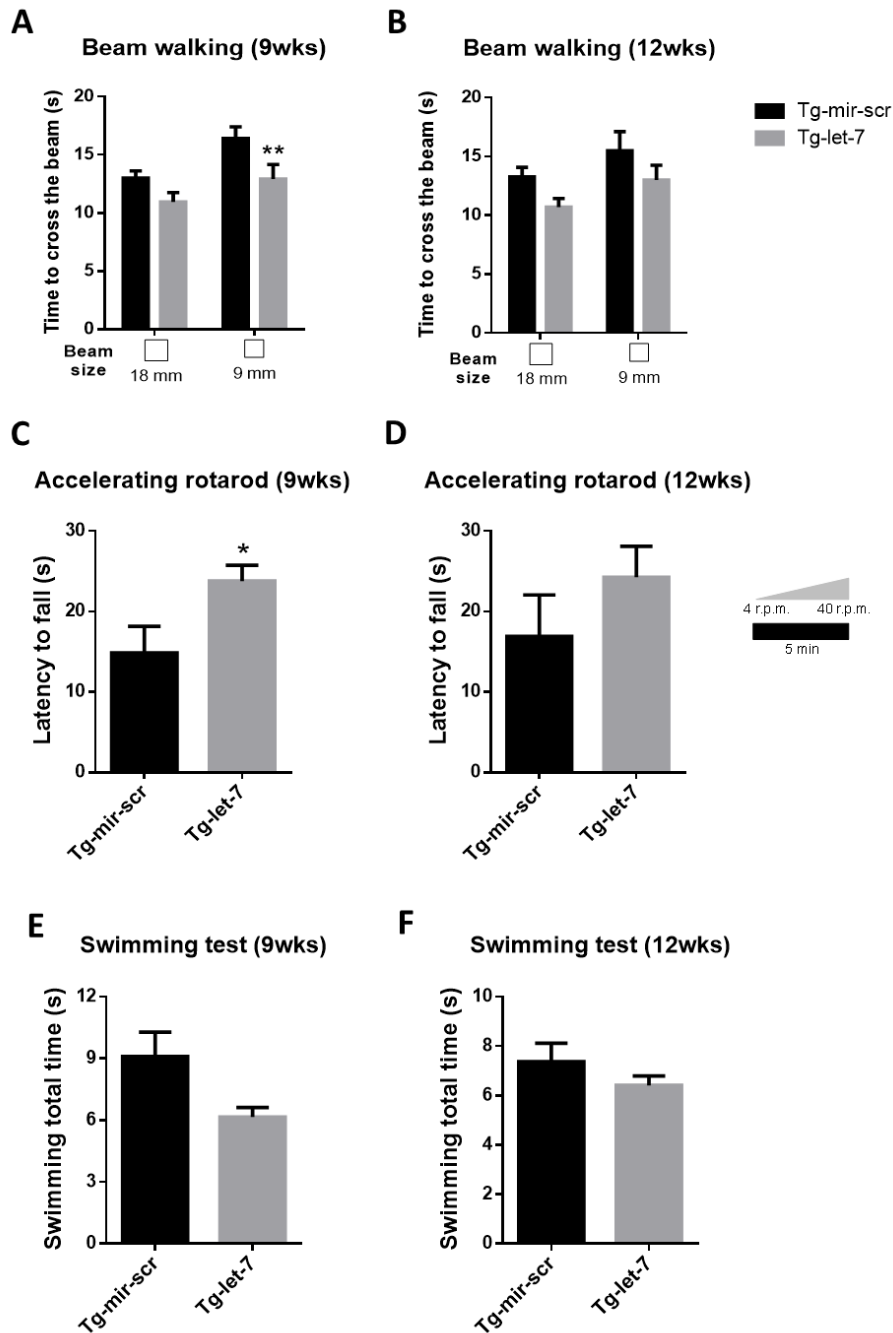 A
Beam walking (9wks)
Time to cross the beam (s)
20
15
10
5
0
**
Beam
size
18 mm
9 mm
B
Beam walking (12wks)
Time to cross the beam (s)
20
15
10
5
0
Beam
size
18 mm
9 mm
Tg-mir-scr
Tg-let-7
C
Accelerating rotarod (9wks)
Latency to fall (s)
30
20
10
0
*
Tg-mir-scr
Tg-let-7
D
Accelerating rotarod (12wks)
Latency to fall (s)
30
20
10
0
Tg-mir-scr
Tg-let-7
4 r.p.m.
40 r.p.m.
5 min
E
Swimming test (9wks)
Swimming total time (s)
12
9
6
3
0
Tg-mir-scr
Tg-let-7
F
Swimming test (12wks)
Swimming total time (s)
10
8
6
4
2
0
Tg-mir-scr
Tg-let-7